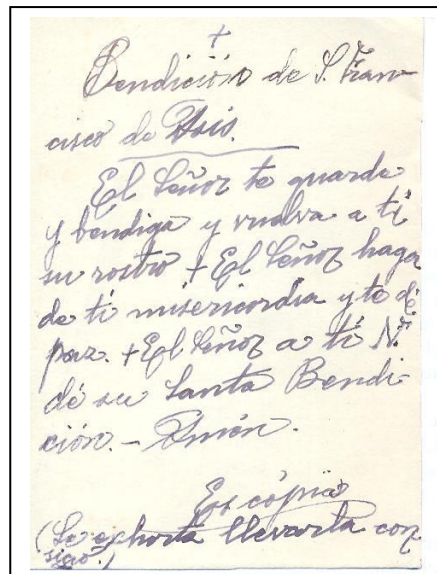 +
Bendición de S. Fran-
cisco de Asis.
El Señor te guarde
y bendiga y vuelva a ti
su rostro + El Señor haga
de ti misericordia y te dé
paz. + El Señor a ti N.
dé su Santa Bendi-
ción. - Amén.
Es cópia
(Se exhorta llevarla con
sigo.)